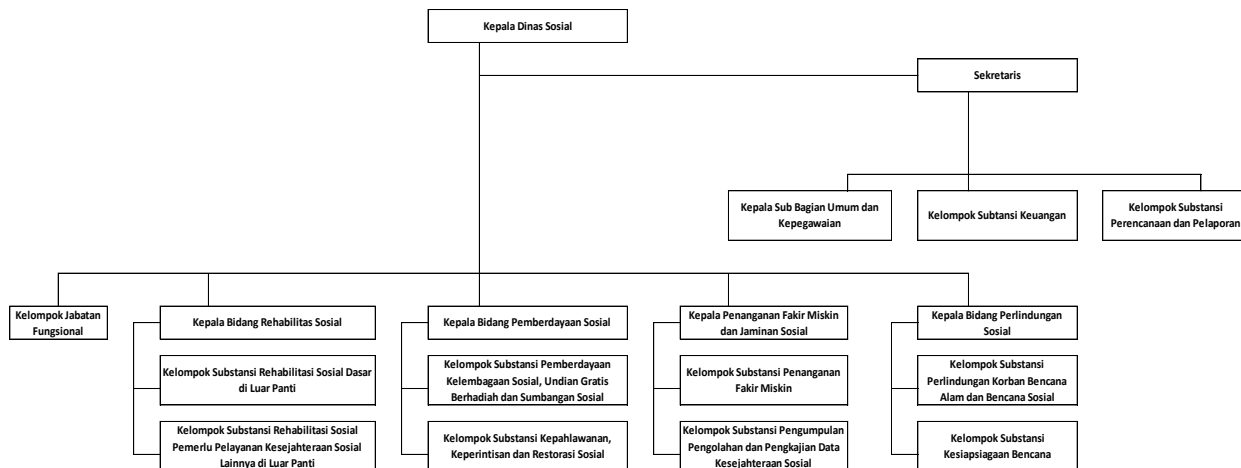 Kepala Dinas Sosial
Sekretaris
Kepala Sub Bagian Umum dan
Kepegawaian
Kelompok Subtansi Keuangan
Kelompok Substansi
Perencanaan dan Pelaporan
Kelompok Jabatan
Fungsional
Kepala Bidang Rehabilitas Sosial
Kepala Bidang Pemberdayaan Sosial
Kepala Penanganan Fakir Miskin
dan Jaminan Sosial
Kepala Bidang Perlindungan
Sosial
Kelompok Substansi Rehabilitasi Sosial Dasar
di Luar Panti
Kelompok Substansi Pemberdayaan
Kelembagaan Sosial, Undian Gratis
Berhadiah dan Sumbangan Sosial
Kelompok Substansi Penanganan
Fakir Miskin
Kelompok Substansi
Perlindungan Korban Bencana
Alam dan Bencana Sosial
Kelompok Substansi Rehabilitasi Sosial
Pemerlu Pelayanan Kesejahteraan Sosial
Lainnya di Luar Panti
Kelompok Substansi Kepahlawanan,
Keperintisan dan Restorasi Sosial
Kelompok Substansi Pengumpulan
Pengolahan dan Pengkajian Data
Kesejahteraan Sosial
Kelompok Substansi
Kesiapsiagaan Bencana